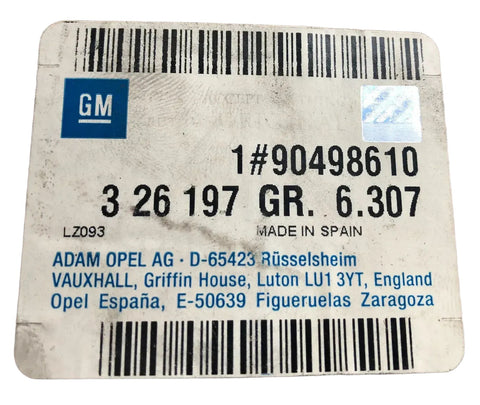 ACCEPT
GM
1#90498610
3 26 197 GR. 6.307
LZ093 MADE IN SPAIN
ADAM OPEL AG · D-65423 Rüsselsheim
VAUXHALL, Griffin House, Luton LU1 3YT, England
Opel España, E-50639 Figueruelas Zaragoza